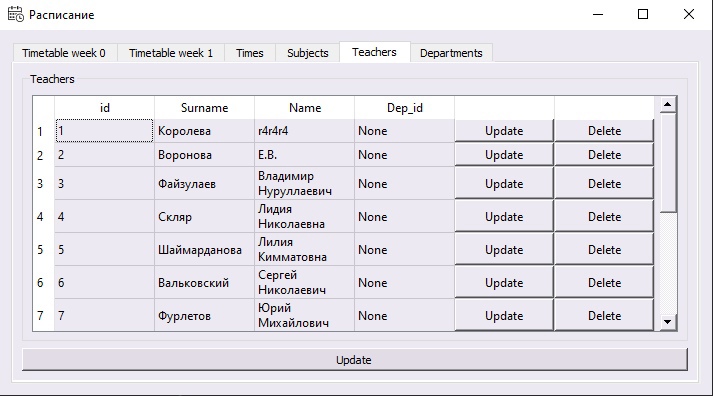 Расписание
Timetable week 0 Timetable week 1 Times Subjects Teachers Departments
Teachers
id Surname Name Dep_id
1 1 Королева r4r4r4 None Update Delete
2 2 Воронова Е.В. None Update Delete
3 3 Файзулаев Владимир Нуруллаевич None Update Delete
4 4 Скляр Лидия Николаевна None Update Delete
5 5 Шаймарданова Лилия Кимматовна None Update Delete
6 6 Вальковский Сергей Николаевич None Update Delete
7 7 Фурлетов Юрий Михайлович None Update Delete
Update